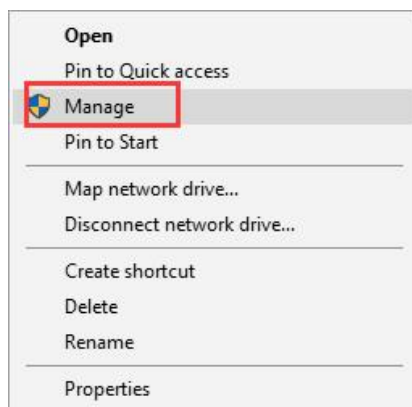 Open
Pin to Quick access
Manage
Pin to Start
Map network drive...
Disconnect network drive...
Create shortcut
Delete
Rename
Properties